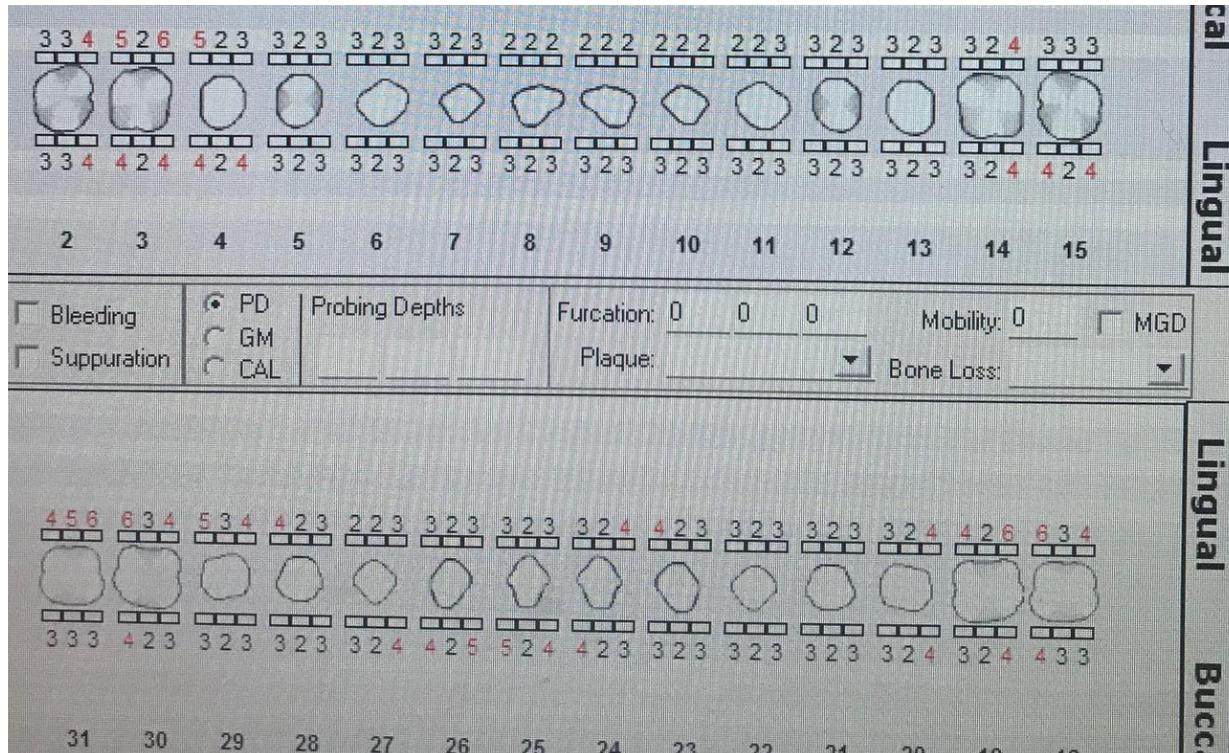 3 3 4 5 2 6 5 2 3 3 2 3 3 2 3 3 2 3 2 2 2 2 2 2 2 2 2 2 2 3 3 2 3 3 2 3 3 2 4 3 3 3
3 3 4 4 2 4 4 2 4 3 2 3 3 2 3 3 2 3 3 2 3 3 2 3 3 2 3 3 2 3 3 2 3 3 2 3 3 2 4 4 2 4
cal
Lingual
2 3 4 5 6 7 8 9 10 11 12 13 14 15
Bleeding PD Probing Depths Furcation: 0 0 0 Mobility: 0 MGD
Suppuration GM Plaque: Bone Loss:
CAL
Lingual
4 5 6 6 3 4 5 3 4 4 2 3 2 2 3 3 2 3 3 2 3 3 2 4 4 2 3 3 2 3 3 2 3 3 2 4 4 2 6 6 3 4
3 3 3 4 2 3 3 2 3 3 2 3 3 2 4 4 2 5 5 2 4 4 2 3 3 2 3 3 2 3 3 2 3 3 2 4 3 2 4 4 3 3
Bucc
31 30 29 28 27 26 25 24 23 22